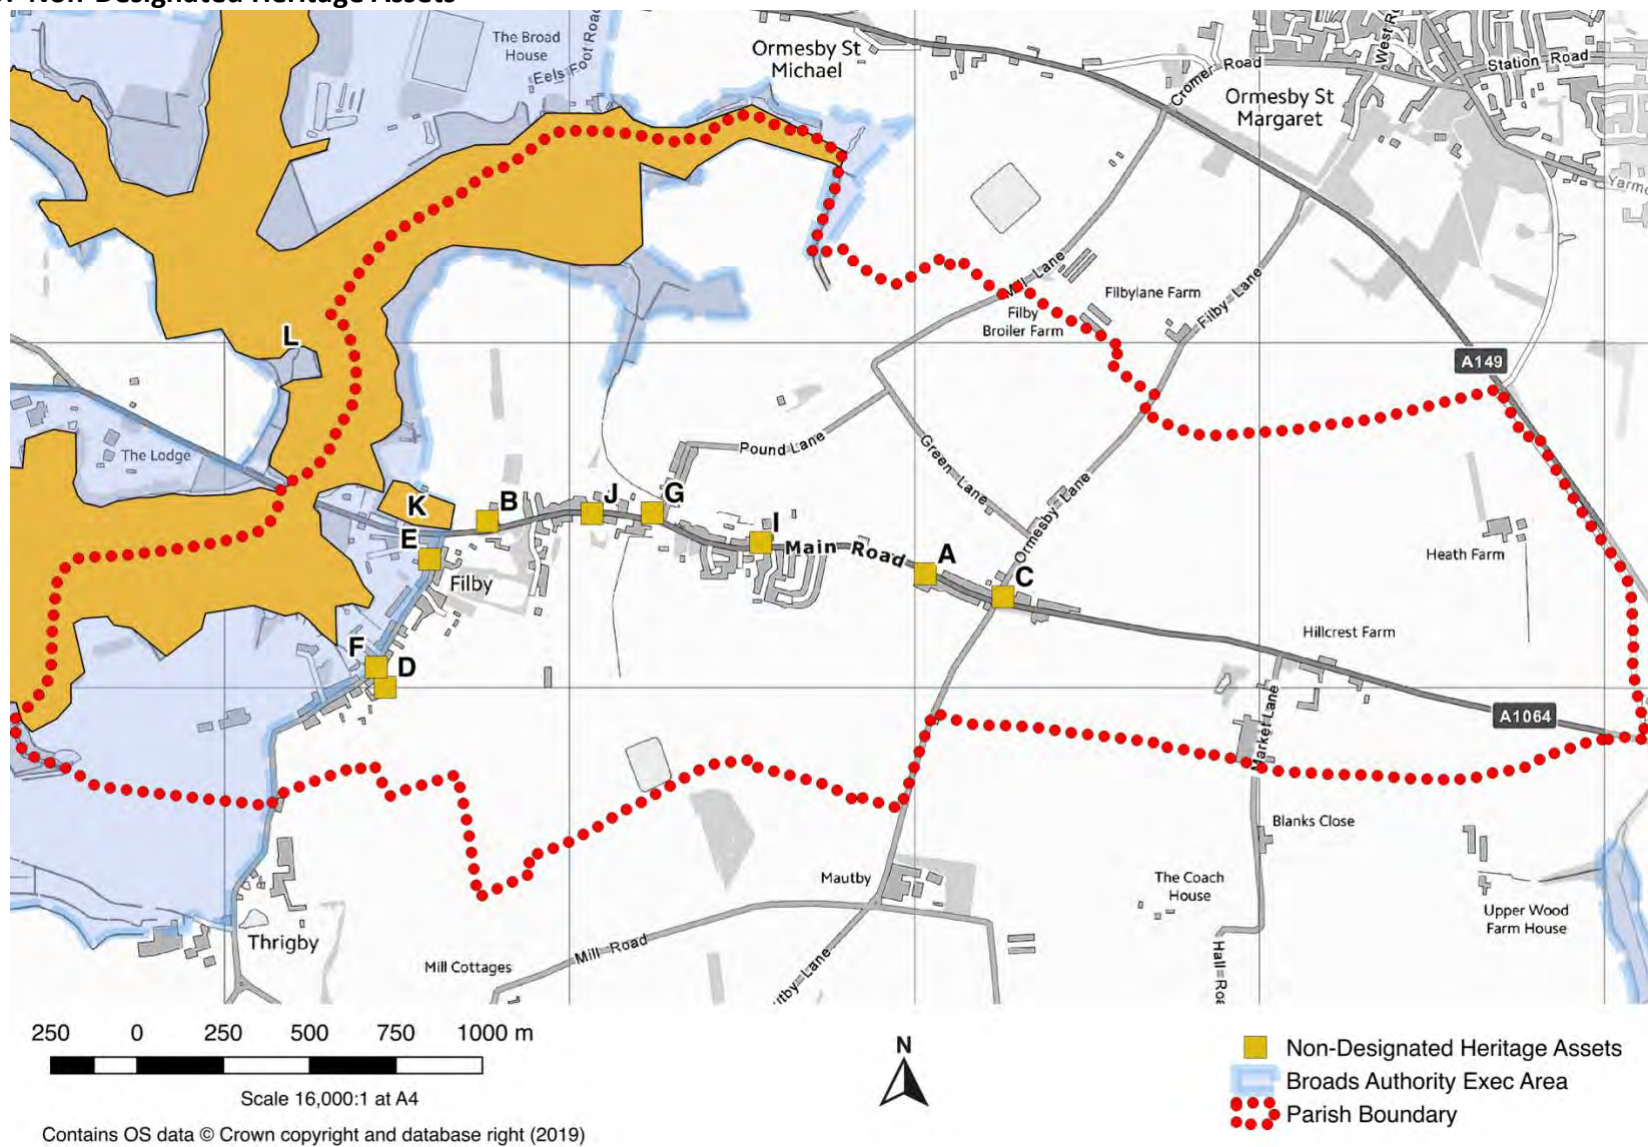 Non-Designated Heritage Assets
The Broad
House
Eels Foot Road
Ormesby St
Michael
Cromer Road
West R
Station Road
Ormesby St
Margaret
Yarm
Mill Lane
Filbylane Farm
Filby Lane
Filby
Broiler Farm
L
A149
The Lodge
Pound Lane
Green Lane
Ormesby Lane
K
B
J
G
E
I
Main Road
A
C
Heath Farm
Filby
F
D
Hillcrest Farm
A1064
Market Lane
Blanks Close
Mautby
The Coach
House
Upper Wood
Farm House
Thrigby
Mill Cottages
Mill Road
utby Lane
Hall Roa
250 0 250 500 750 1000 m
Scale 16,000:1 at A4
N
Non-Designated Heritage Assets
Broads Authority Exec Area
Parish Boundary
Contains OS data © Crown copyright and database right (2019)